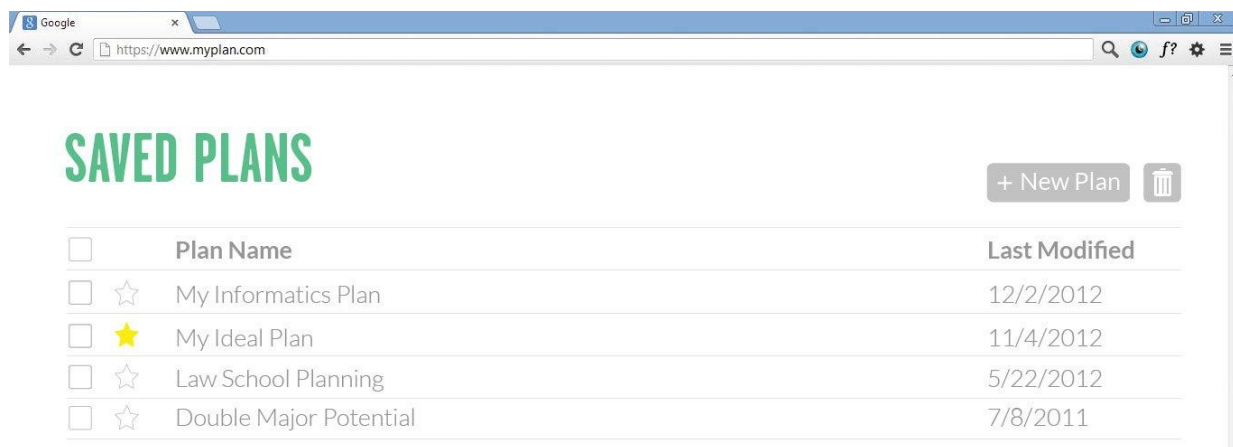 Google
https://www.myplan.com
f?
SAVED PLANS
+ New Plan
Plan Name Last Modified
My Informatics Plan 12/2/2012
My Ideal Plan 11/4/2012
Law School Planning 5/22/2012
Double Major Potential 7/8/2011